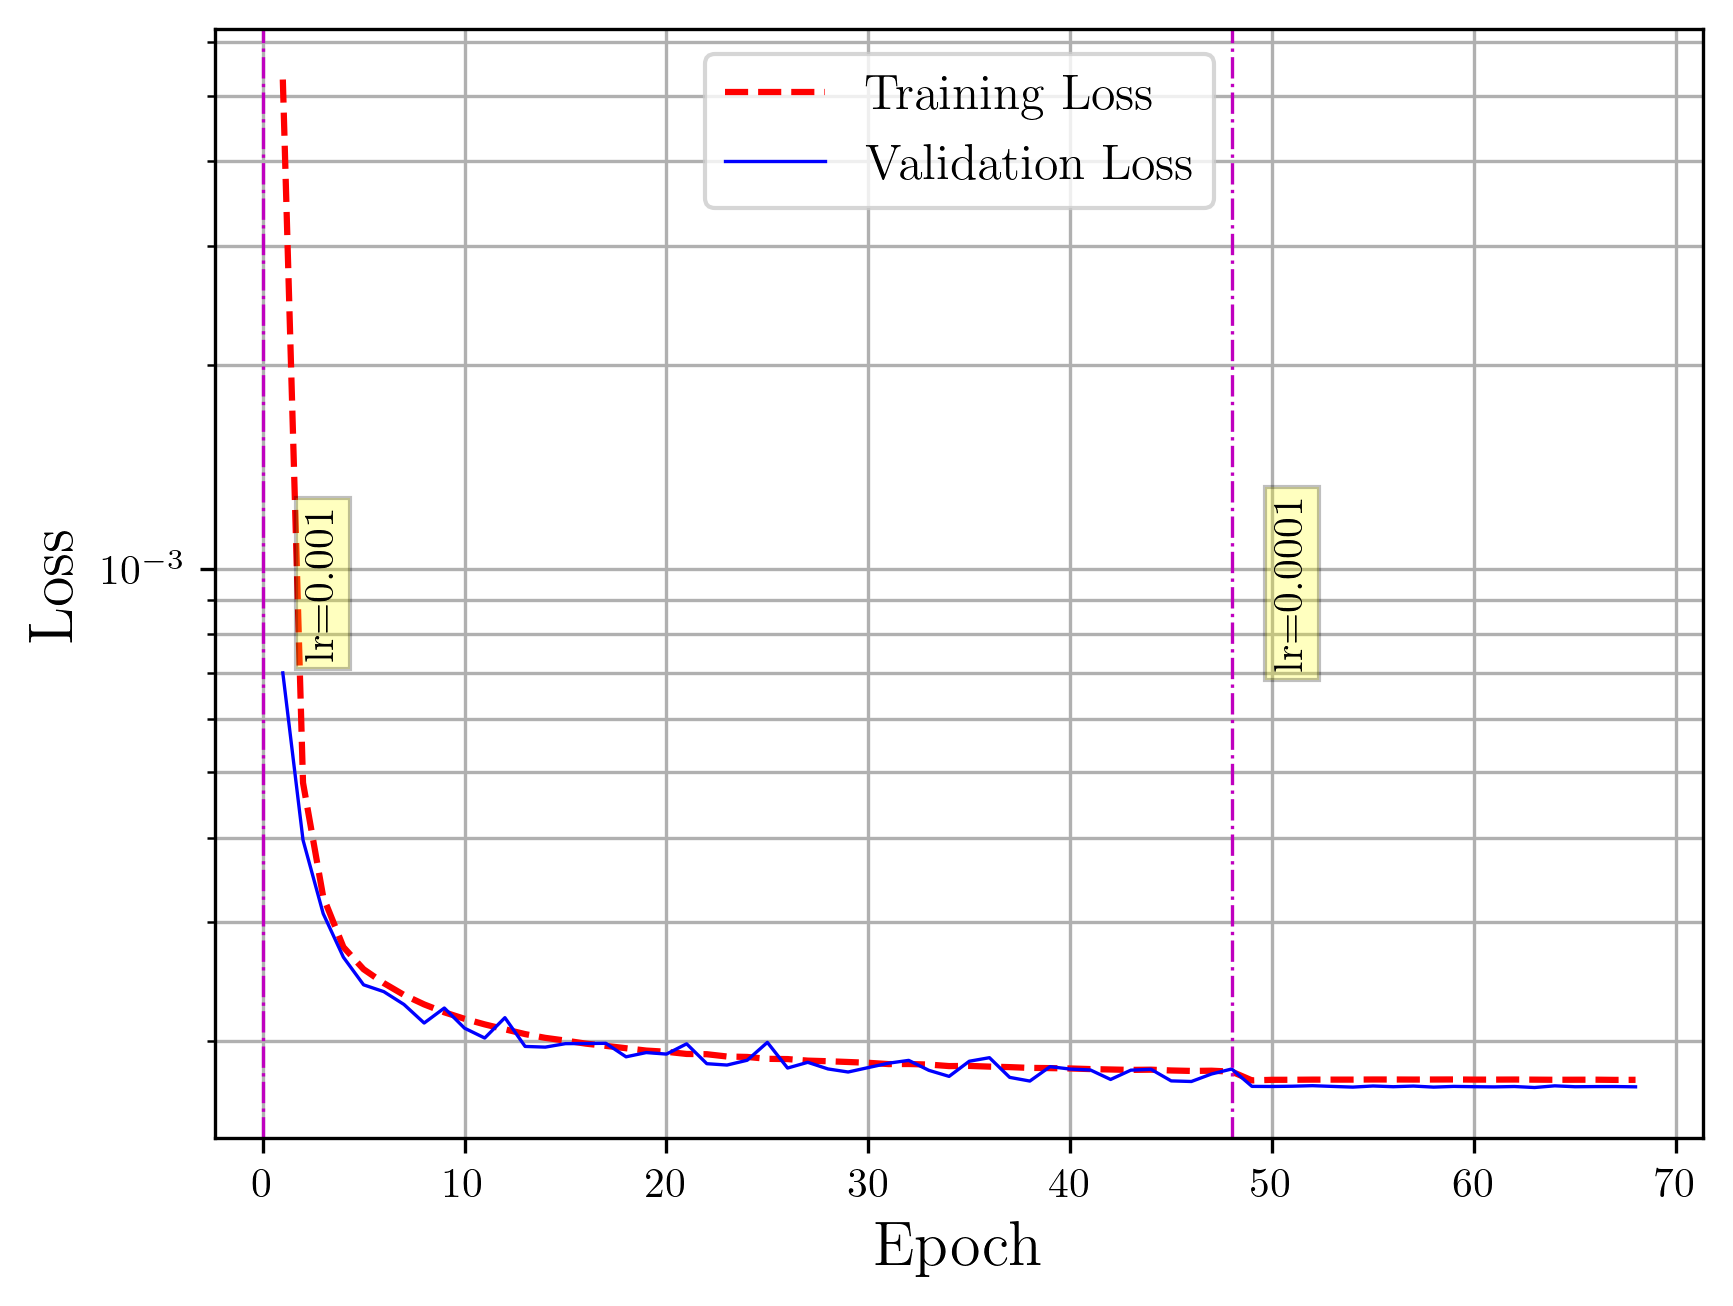 Training Loss
Validation Loss
Loss
10⁻³
lr=0.001
lr=0.0001
0 10 20 30 40 50 60 70
Epoch